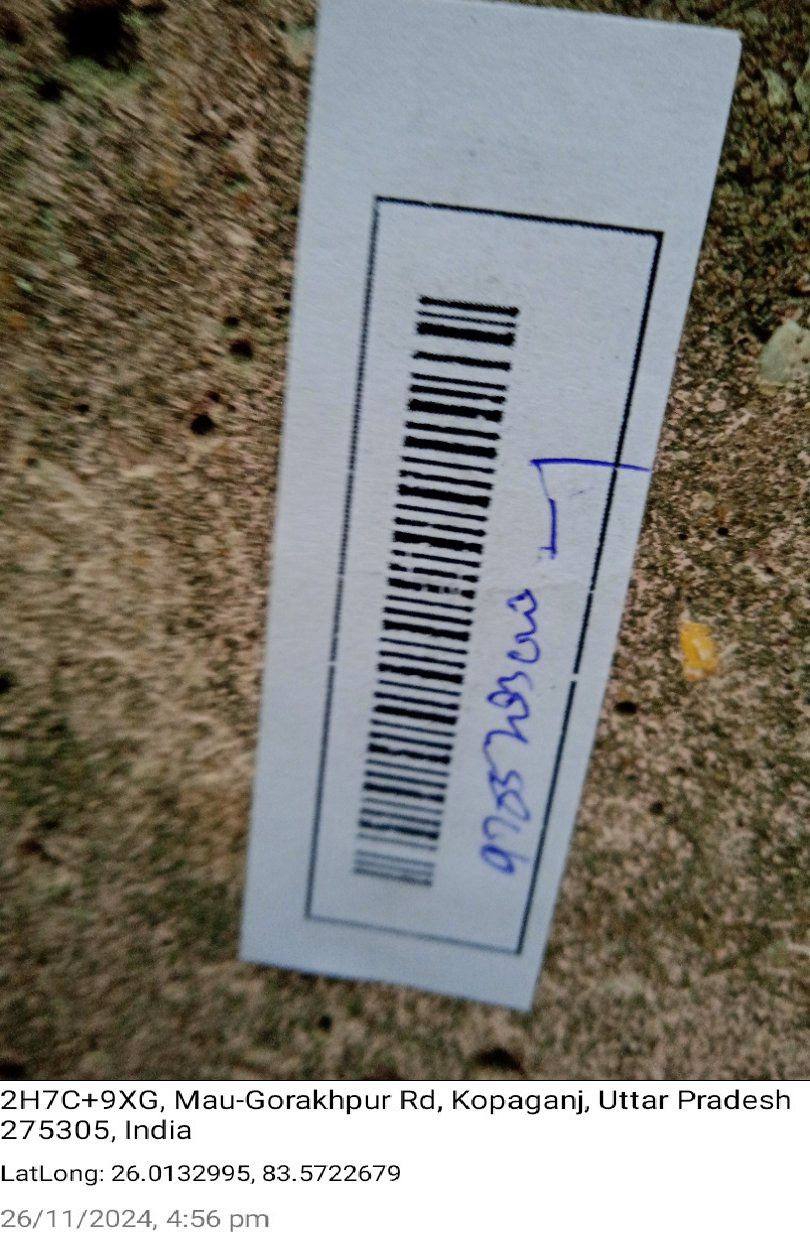 2H7C+9XG, Mau-Gorakhpur Rd, Kopaganj, Uttar Pradesh
275305, India
LatLong: 26.0132995, 83.5722679
26/11/2024, 4:56 pm